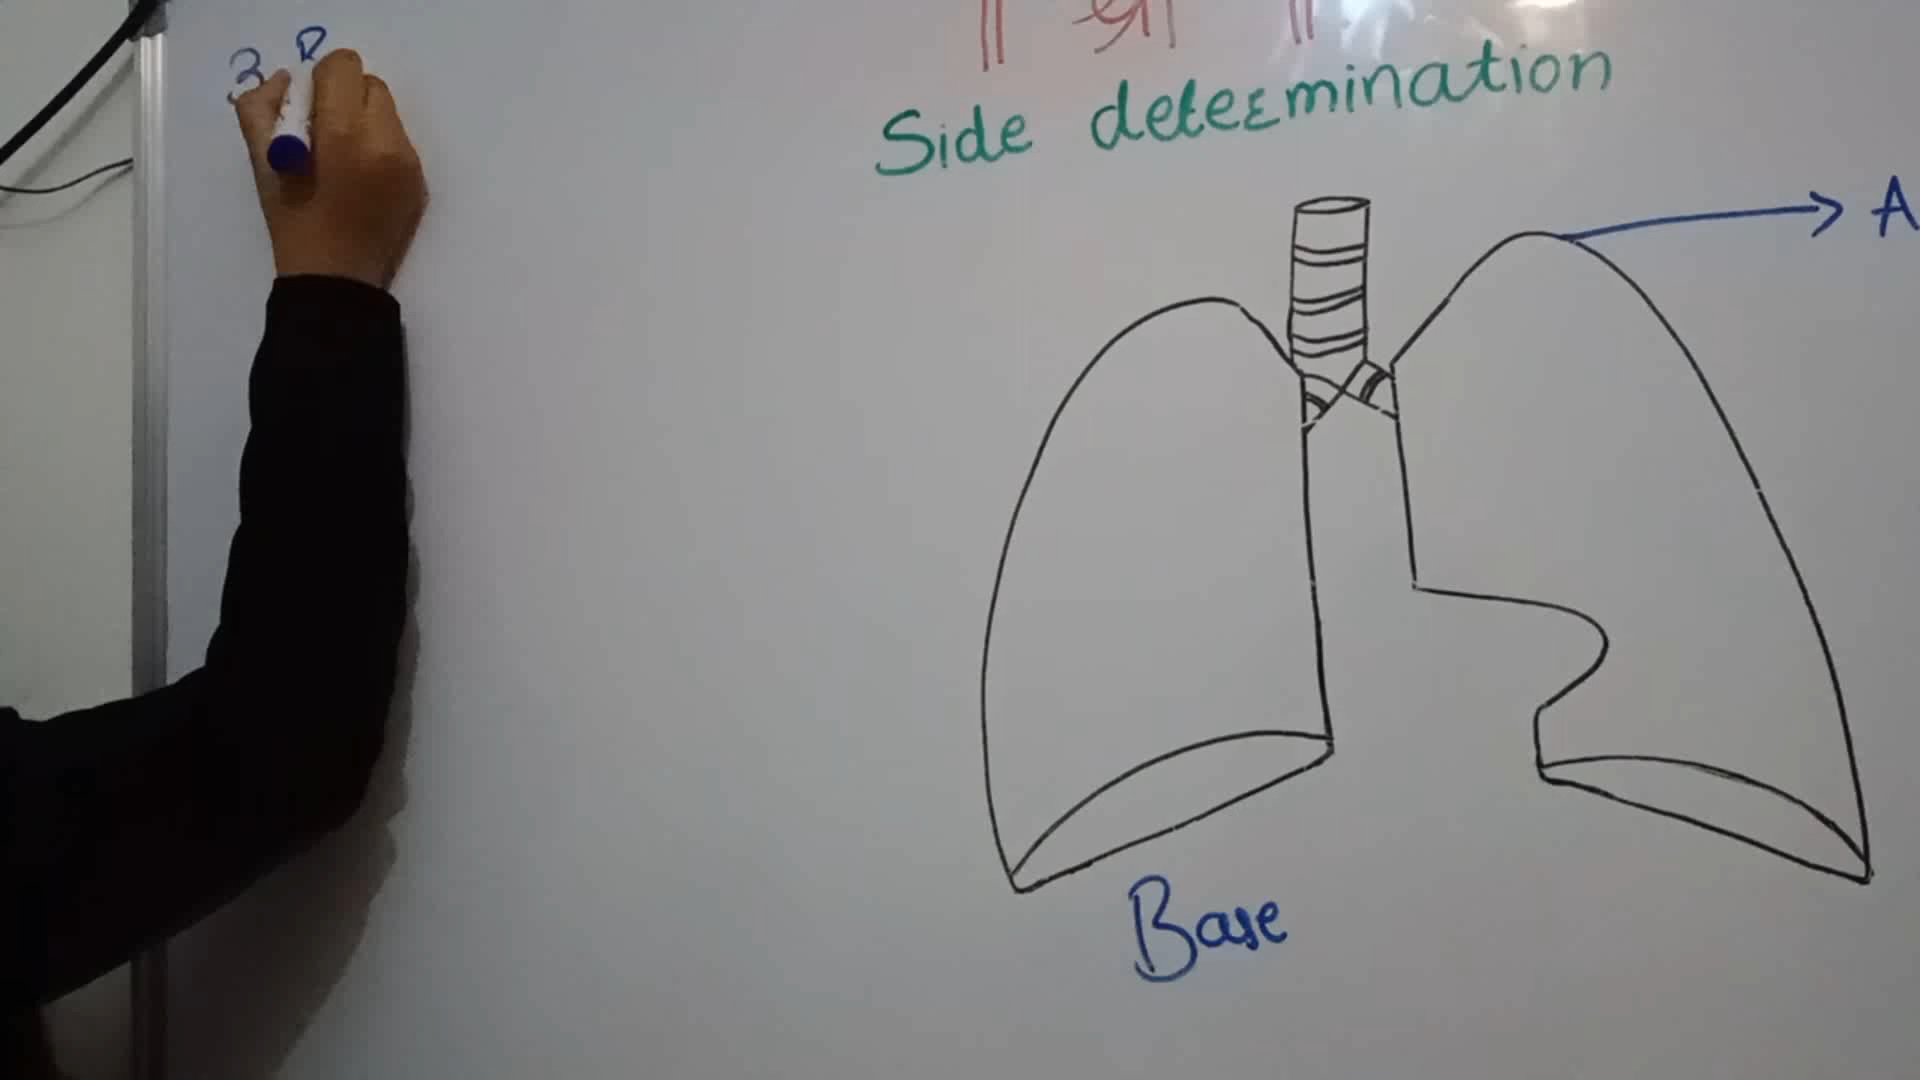 ॥ श्री ॥
Side determination
3 B
A
Base